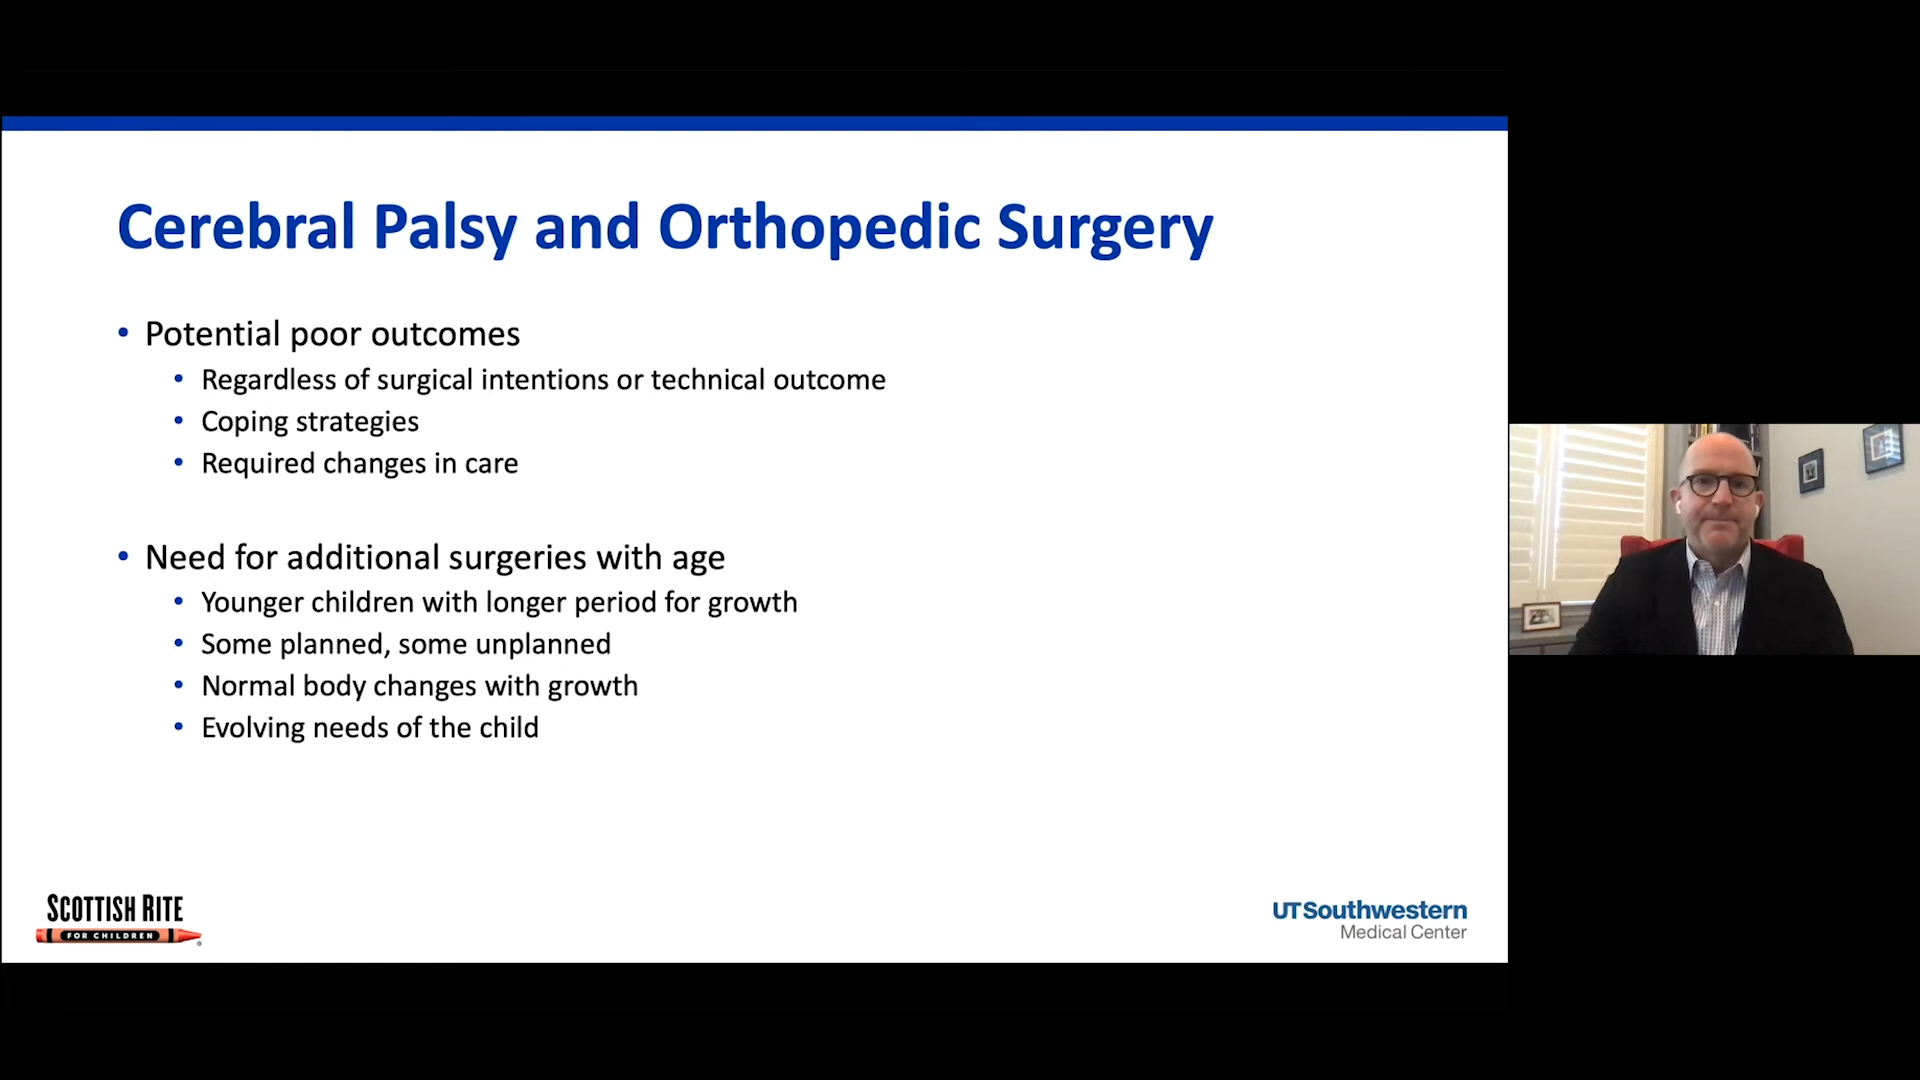 Cerebral Palsy and Orthopedic Surgery
• Potential poor outcomes
• Regardless of surgical intentions or technical outcome
• Coping strategies
• Required changes in care
• Need for additional surgeries with age
• Younger children with longer period for growth
• Some planned, some unplanned
• Normal body changes with growth
• Evolving needs of the child
SCOTTISH RITE
FOR CHILDREN
®
UTSouthwestern
Medical Center